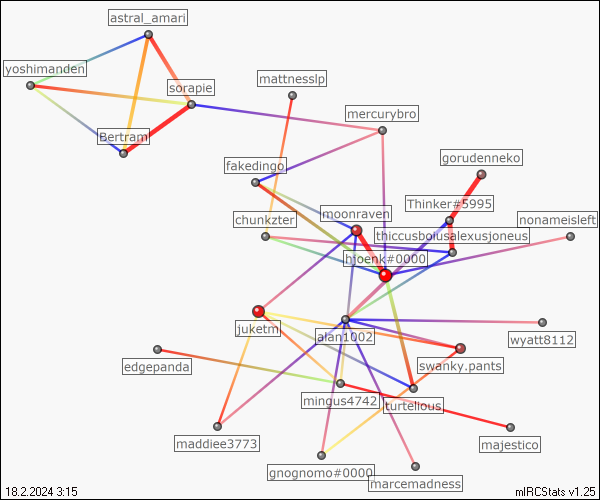 astral_amari
yoshimanden
sorapie
mattnesslp
mercurybro
Bertram
gorudenneko
fakedingo
Thinker#5995
chunkzter
moonraven
nonameisleft
thiccusboiusalexusjoneus
hjoenk#0000
juketm
alan1002
wyatt8112
edgepanda
swanky.pants
mingus4742
turtellous
maddiee3773
majestico
gnognomo#0000
marcemadness
18.2.2024 3:15
mIRCStats v1.25